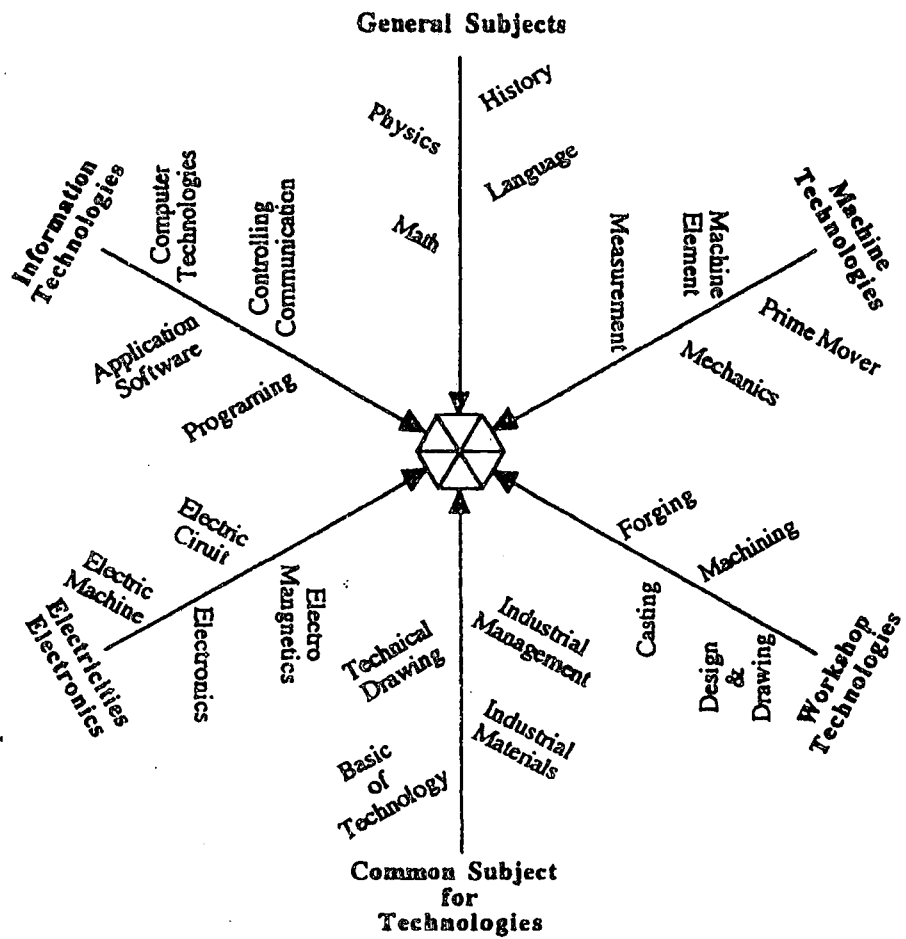 General Subjects
History
Physics
Language
Math
Information
Technologies
Computer
Technologies
Controlling
Communication
Application
Software
Programing
Machine
Technologies
Machine
Element
Measurement
Prime Mover
Mechanics
Electric
Ciruit
Electric
Machine
Electricities
Electronics
Electronics
Electro
Mangnetics
Technical
Drawing
Basic
of
Technology
Industrial
Management
Industrial
Materials
Forging
Machining
Casting
Design
&
Drawing
Workshop
Technologies
Common Subject
for
Technologies